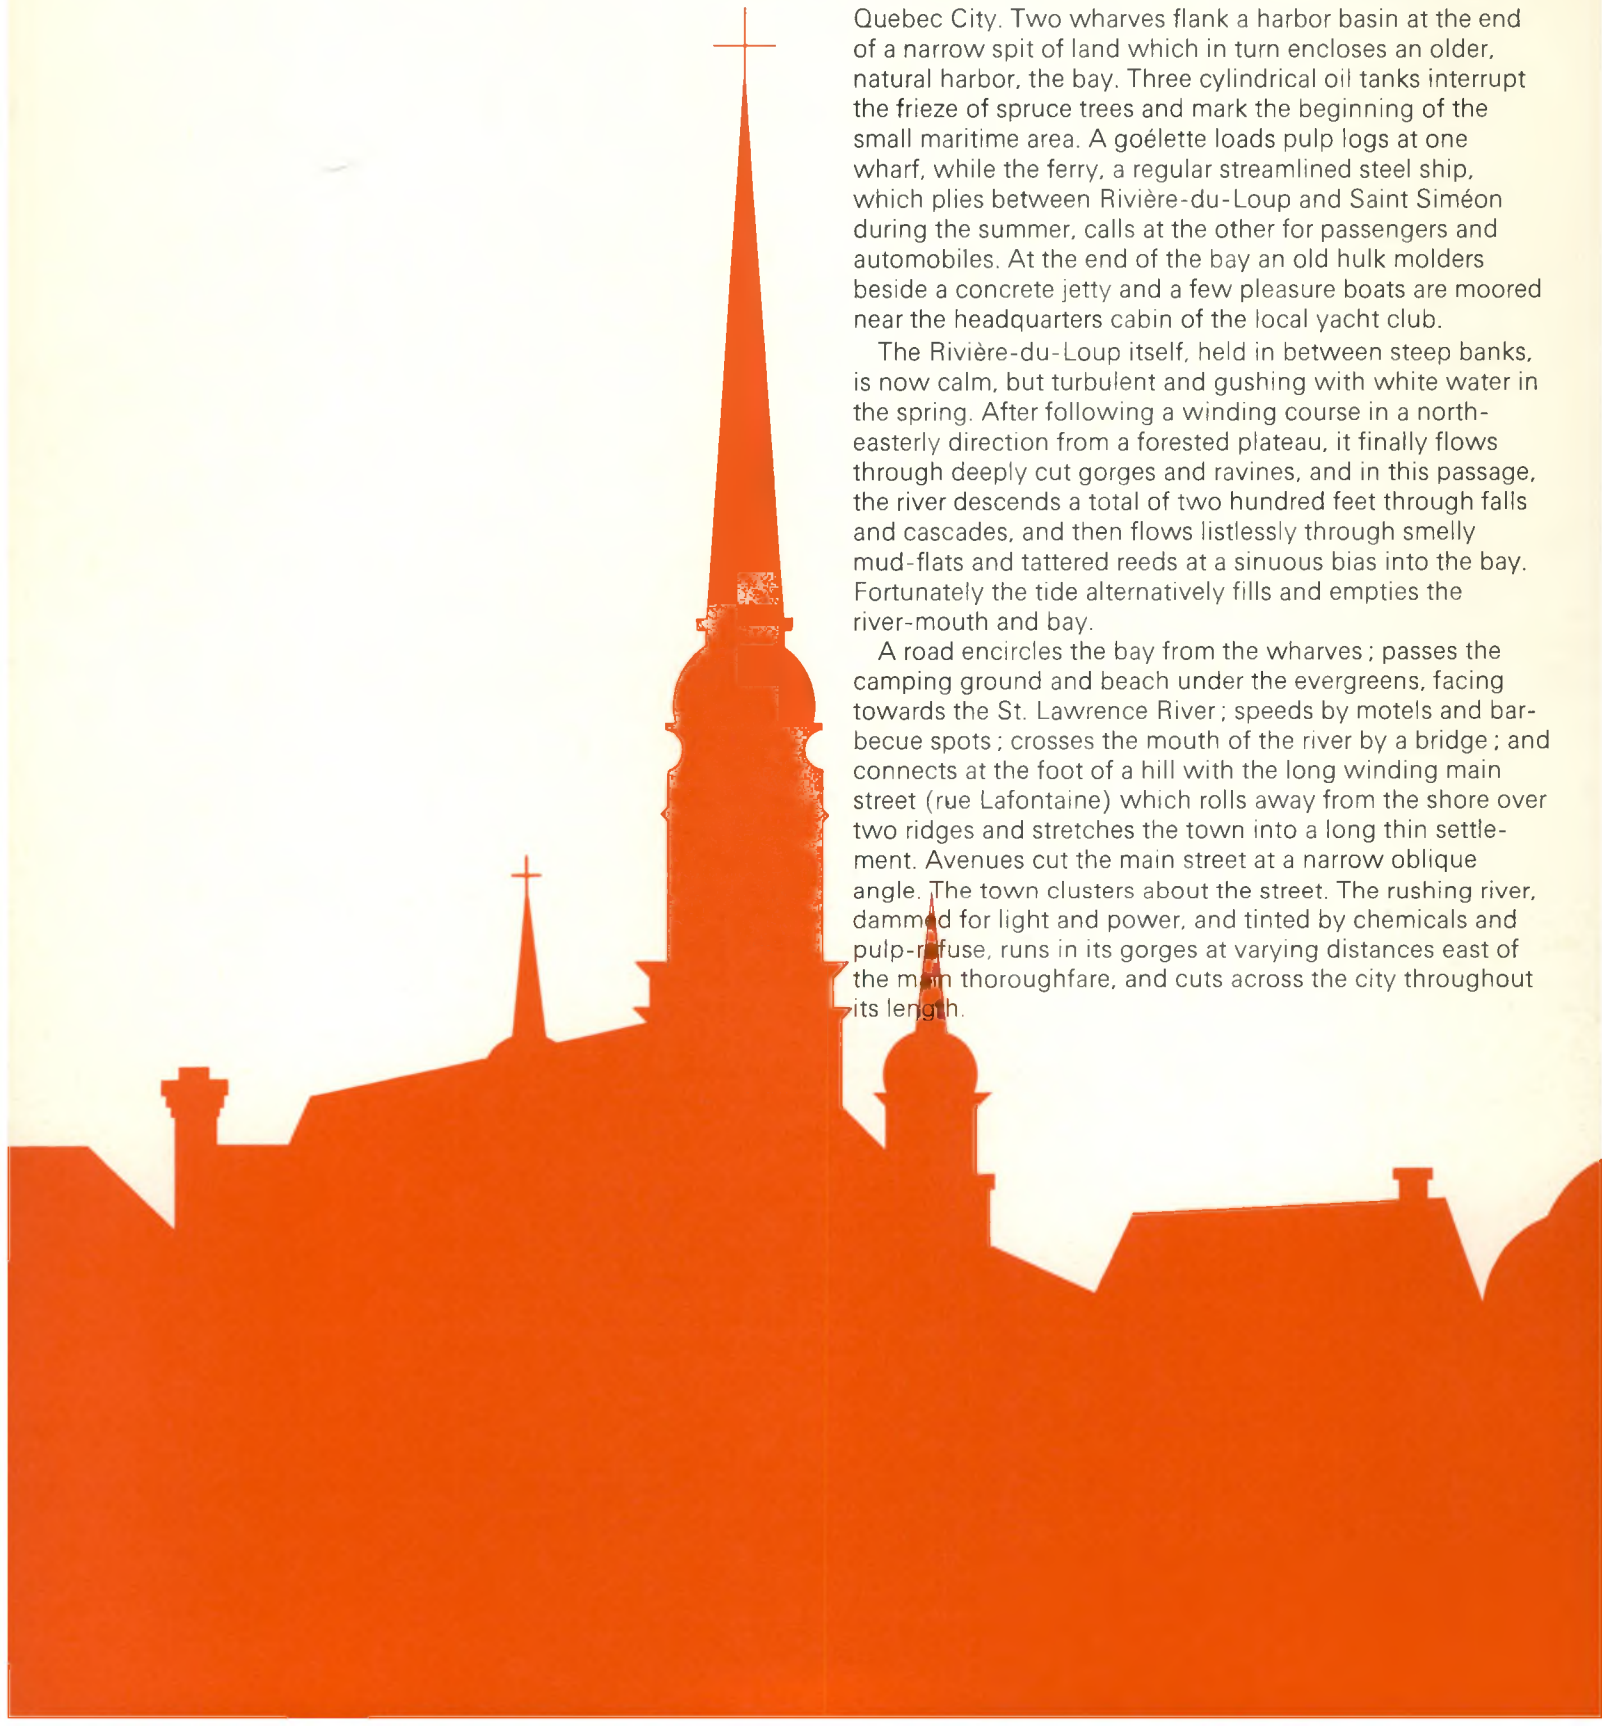 Quebec City. Two wharves flank a harbor basin at the end
of a narrow spit of land which in turn encloses an older,
natural harbor, the bay. Three cylindrical oil tanks interrupt
the frieze of spruce trees and mark the beginning of the
small maritime area. A goélette loads pulp logs at one
wharf, while the ferry, a regular streamlined steel ship,
which plies between Rivière-du-Loup and Saint Siméon
during the summer, calls at the other for passengers and
automobiles. At the end of the bay an old hulk molders
beside a concrete jetty and a few pleasure boats are moored
near the headquarters cabin of the local yacht club.
The Rivière-du-Loup itself, held in between steep banks,
is now calm, but turbulent and gushing with white water in
the spring. After following a winding course in a north-
easterly direction from a forested plateau, it finally flows
through deeply cut gorges and ravines, and in this passage,
the river descends a total of two hundred feet through falls
and cascades, and then flows listlessly through smelly
mud-flats and tattered reeds at a sinuous bias into the bay.
Fortunately the tide alternatively fills and empties the
river-mouth and bay.
A road encircles the bay from the wharves; passes the
camping ground and beach under the evergreens, facing
towards the St. Lawrence River; speeds by motels and bar-
becue spots; crosses the mouth of the river by a bridge; and
connects at the foot of a hill with the long winding main
street (rue Lafontaine) which rolls away from the shore over
two ridges and stretches the town into a long thin settle-
ment. Avenues cut the main street at a narrow oblique
angle. The town clusters about the street. The rushing river,
dammed for light and power, and tinted by chemicals and
pulp-refuse, runs in its gorges at varying distances east of
the main thoroughfare, and cuts across the city throughout
its length.